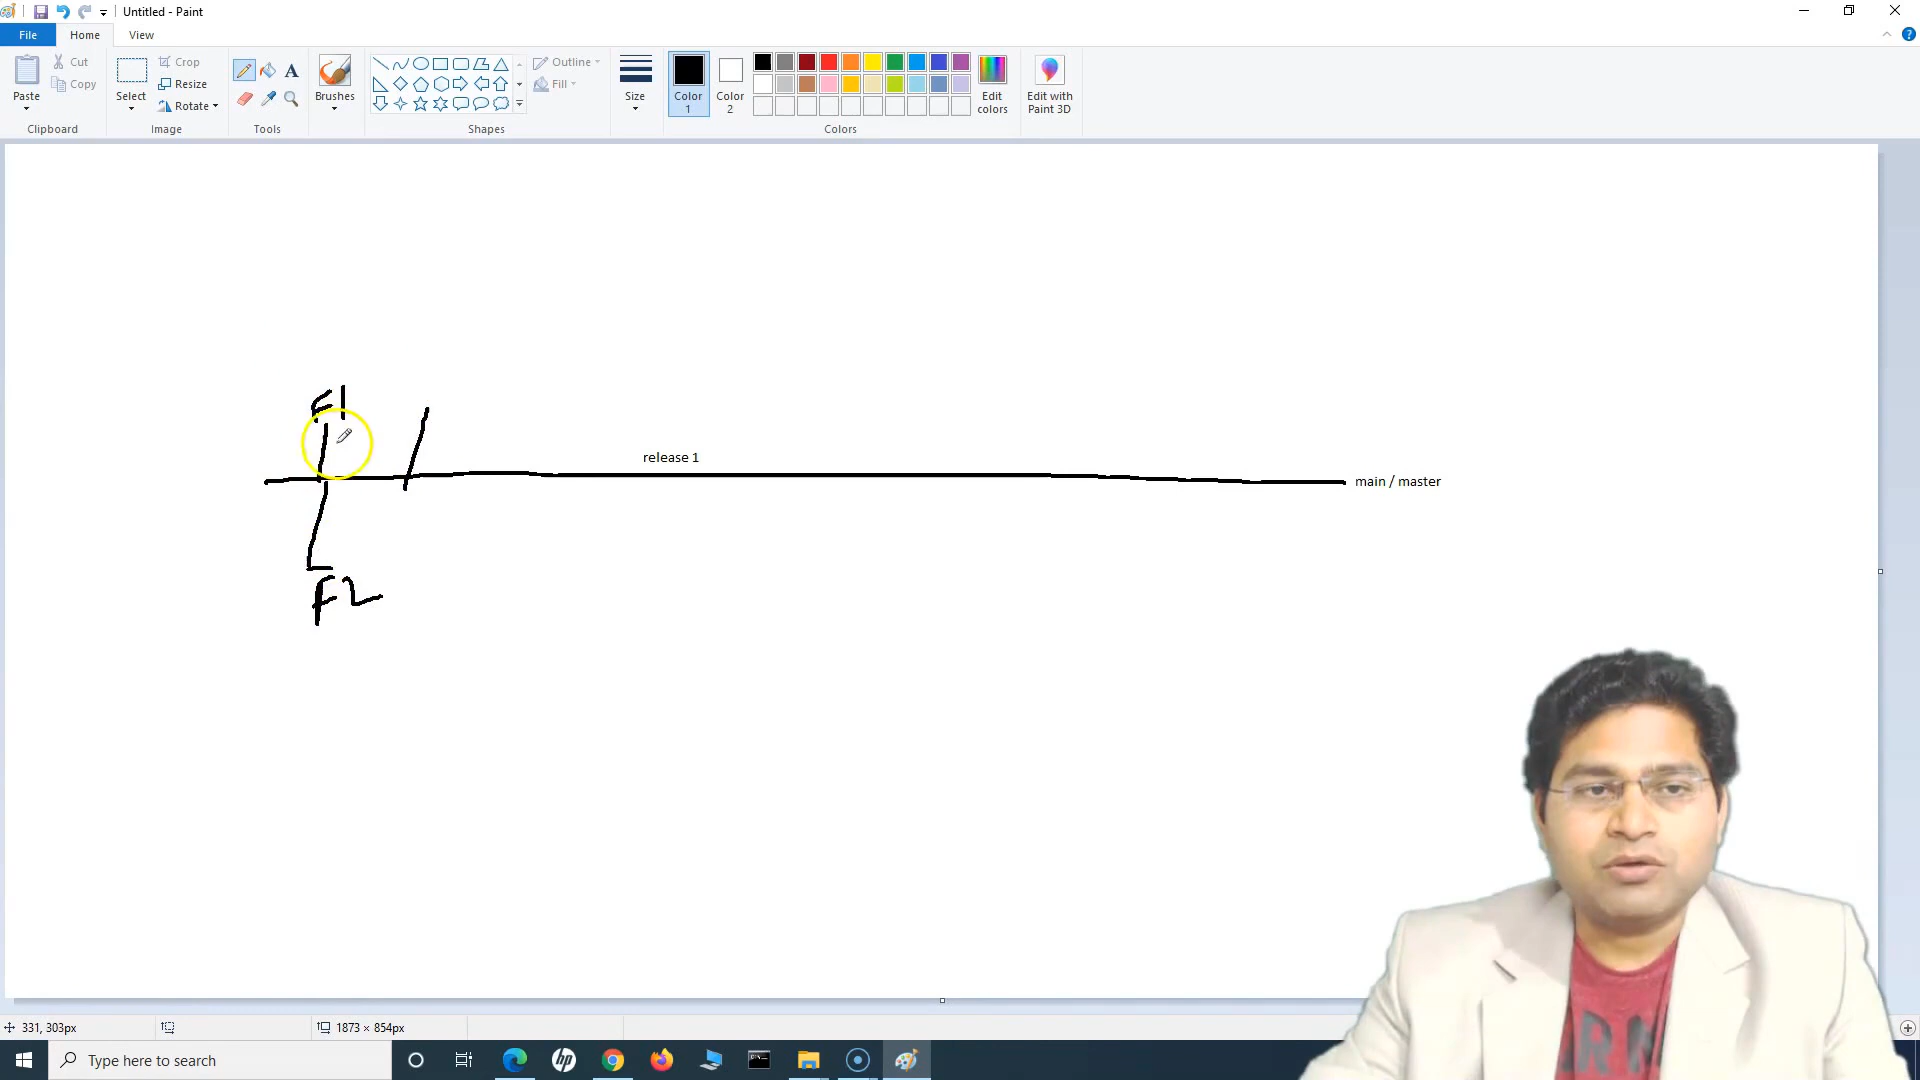 Untitled - Paint
File
Home
View
Paste
Cut
Copy
Clipboard
Select
Crop
Resize
Rotate
Image
Tools
Brushes
Shapes
Outline
Fill
Size
Color 1
Color 2
Colors
Edit colors
Edit with Paint 3D
F1
release 1
main / master
F2
331, 303px
1873 × 854px
Type here to search
hp